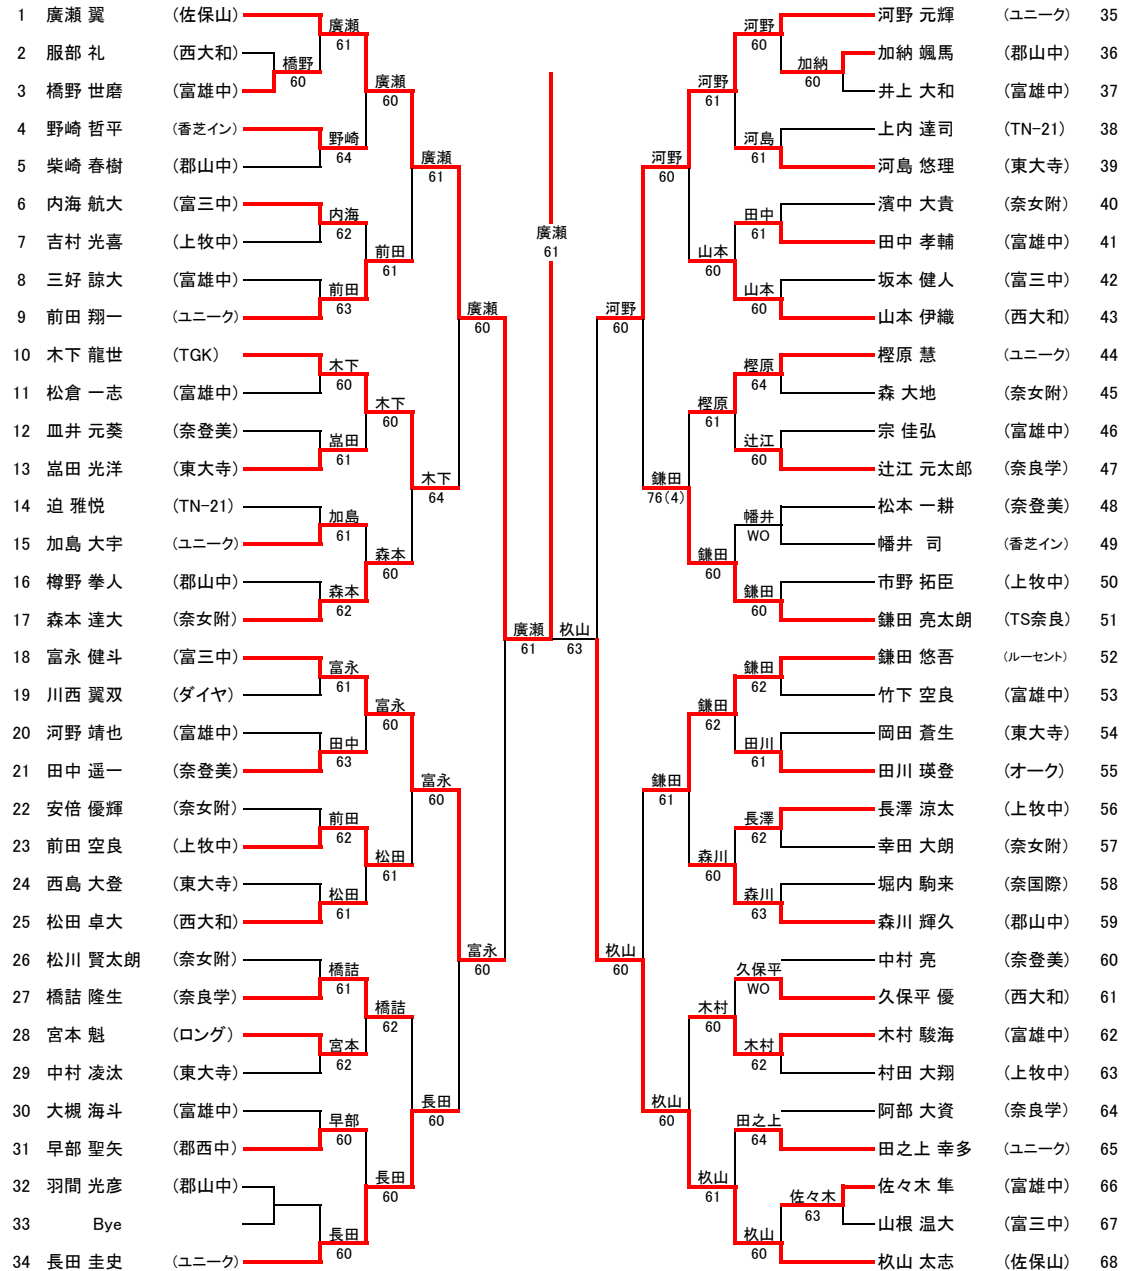 1 廣瀬 翼 (佐保山)
2 服部 礼 (西大和)
3 橋野 世磨 (富雄中)
4 野崎 哲平 (香芝イン)
5 柴崎 春樹 (郡山中)
6 内海 航大 (富三中)
7 吉村 光喜 (上牧中)
8 三好 諒大 (富雄中)
9 前田 翔一 (ユニーク)
10 木下 龍世 (TGK)
11 松倉 一志 (富雄中)
12 皿井 元葵 (奈登美)
13 嵓田 光洋 (東大寺)
14 迫 雅悦 (TN-21)
15 加島 大宇 (ユニーク)
16 樽野 拳人 (郡山中)
17 森本 達大 (奈女附)
18 富永 健斗 (富三中)
19 川西 翼双 (ダイヤ)
20 河野 靖也 (富雄中)
21 田中 遥一 (奈登美)
22 安倍 優輝 (奈女附)
23 前田 空良 (上牧中)
24 西島 大登 (東大寺)
25 松田 卓大 (西大和)
26 松川 賢太朗 (奈女附)
27 橋詰 隆生 (奈良学)
28 宮本 魁 (ロング)
29 中村 凌汰 (東大寺)
30 大槻 海斗 (富雄中)
31 早部 聖矢 (郡西中)
32 羽間 光彦 (郡山中)
33 Bye
34 長田 圭史 (ユニーク)
橋野
60
廣瀬
61
野崎
64
内海
62
前田
63
木下
60
嵓田
61
加島
61
森本
62
富永
61
田中
63
前田
62
松田
61
橋詰
61
宮本
62
早部
60
長田
60
廣瀬
60
前田
61
木下
60
森本
60
富永
60
松田
61
橋詰
62
長田
60
廣瀬
61
木下
64
富永
60
長田
60
廣瀬
60
富永
60
廣瀬
61
廣瀬
61
杦山
63
河野
60
杦山
60
河野
60
鎌田
76(4)
鎌田
61
杦山
60
河野
61
山本
60
樫原
61
鎌田
60
鎌田
62
森川
60
木村
60
杦山
61
河野
60
河島
61
田中
61
山本
60
樫原
64
辻江
60
幡井
WO
鎌田
60
鎌田
62
田川
61
長澤
62
森川
63
久保平
WO
木村
62
田之上
64
杦山
60
加納
60
佐々木
63
河野 元輝 (ユニーク) 35
加納 颯馬 (郡山中) 36
井上 大和 (富雄中) 37
上内 達司 (TN-21) 38
河島 悠理 (東大寺) 39
濱中 大貴 (奈女附) 40
田中 孝輔 (富雄中) 41
坂本 健人 (富三中) 42
山本 伊織 (西大和) 43
樫原 慧 (ユニーク) 44
森 大地 (奈女附) 45
宗 佳弘 (富雄中) 46
辻江 元太郎 (奈良学) 47
松本 一耕 (奈登美) 48
幡井 司 (香芝イン) 49
市野 拓臣 (上牧中) 50
鎌田 亮太朗 (TS奈良) 51
鎌田 悠吾 (ルーセント) 52
竹下 空良 (富雄中) 53
岡田 蒼生 (東大寺) 54
田川 瑛登 (オーク) 55
長澤 涼太 (上牧中) 56
幸田 大朗 (奈女附) 57
堀内 駒来 (奈国際) 58
森川 輝久 (郡山中) 59
中村 亮 (奈登美) 60
久保平 優 (西大和) 61
木村 駿海 (富雄中) 62
村田 大翔 (上牧中) 63
阿部 大資 (奈良学) 64
田之上 幸多 (ユニーク) 65
佐々木 隼 (富雄中) 66
山根 温大 (富三中) 67
杦山 太志 (佐保山) 68